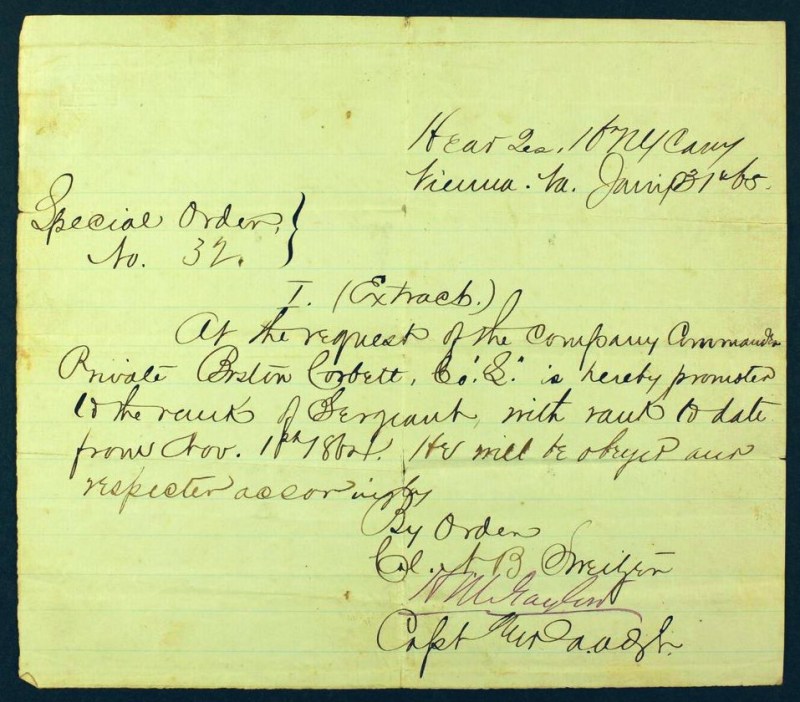 Head Qrs. 16th NY Cavy
Vienna. Va. Jany 31st 65.
Special Order,
No. 32.
I. (Extract.)
At the request of the Company Commander
Private Boston Corbett, Co. "L" is hereby promoted
to the rank of Sergeant, with rank to date
from Nov. 1st 1864. He will be obeyed and
respected accordingly
By Order
Col. N. B. Sweitzer
Capt and a.a.a.g.